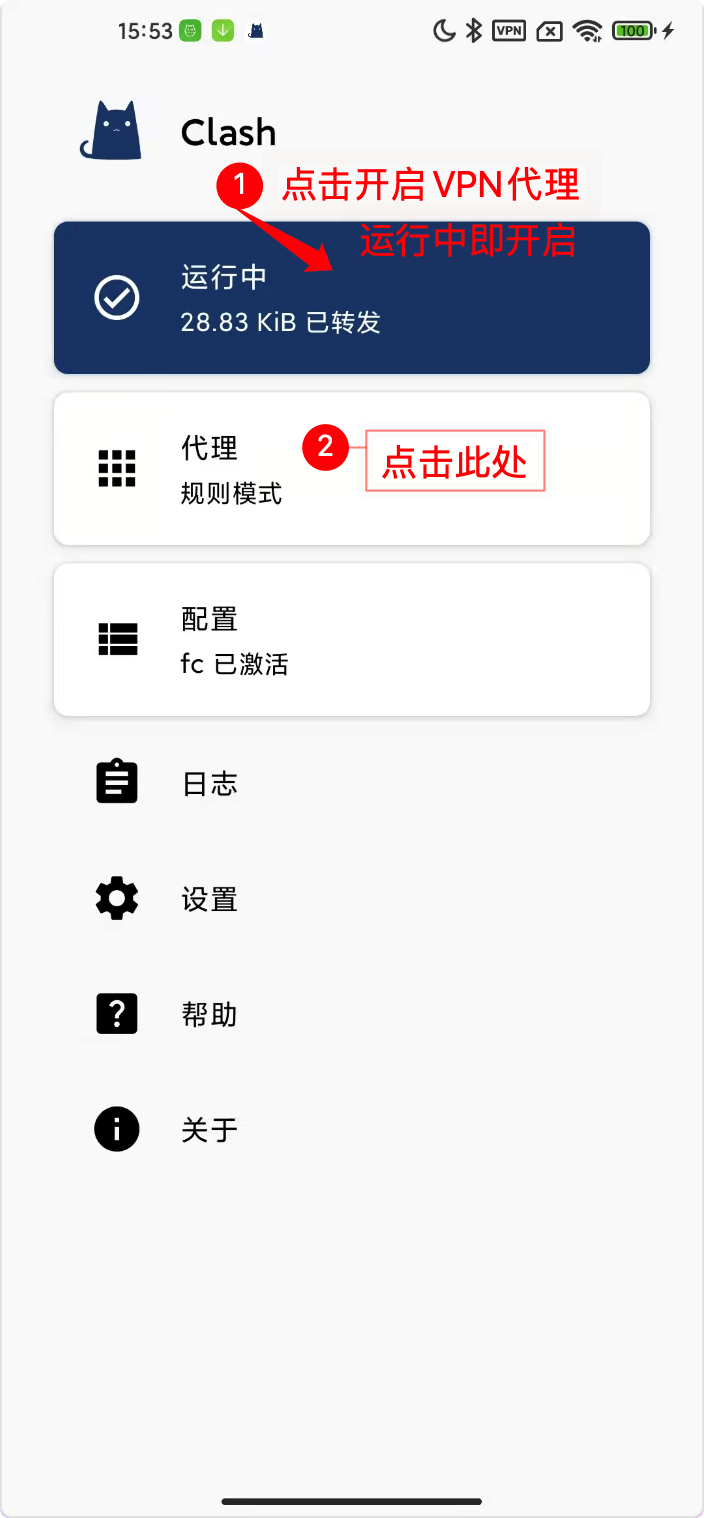 15:53
VPN
100
Clash
1 点击开启VPN代理
运行中即开启
运行中
28.83 KiB 已转发
代理
2 点击此处
规则模式
配置
fc 已激活
日志
设置
帮助
关于